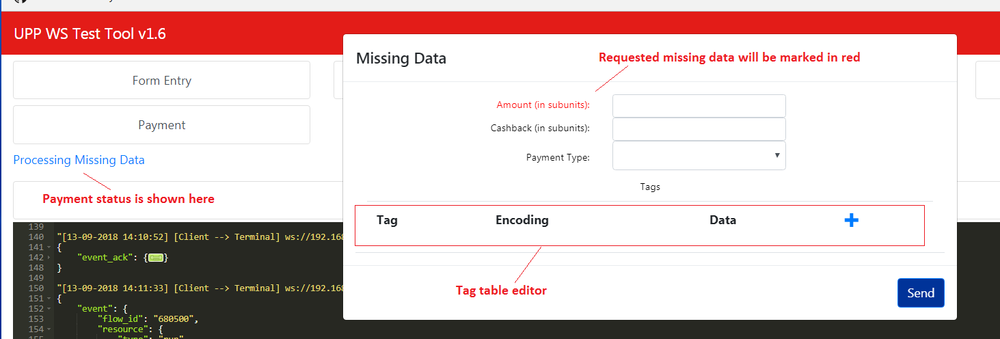 UPP WS Test Tool v1.6
Form Entry
Payment
Processing Missing Data
Payment status is shown here
Missing Data
Requested missing data will be marked in red
Amount (in subunits):
Cashback (in subunits):
Payment Type:
Tags
Tag Encoding Data
Tag table editor
Send
139
140 "[13-09-2018 14:10:52] [Client --> Terminal] ws://192.168
141 {
142 "event_ack": {}
148 }
149
150 "[13-09-2018 14:11:33] [Client --> Terminal] ws://192.168
151 {
152 "event": {
153 "flow_id": "680500",
154 "resource": {
155 "type": "run"